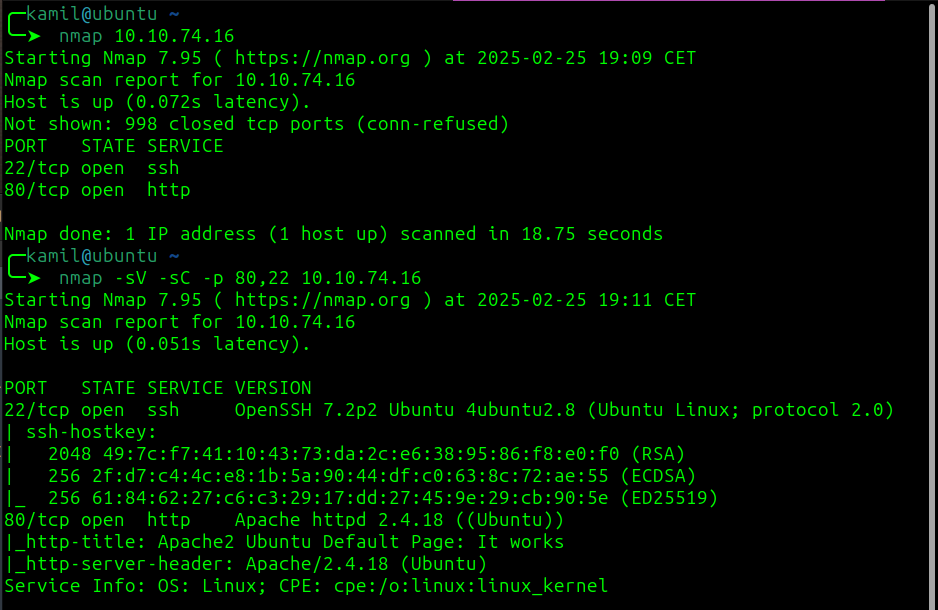 kamil@ubuntu ~
➤ nmap 10.10.74.16
Starting Nmap 7.95 ( https://nmap.org ) at 2025-02-25 19:09 CET
Nmap scan report for 10.10.74.16
Host is up (0.072s latency).
Not shown: 998 closed tcp ports (conn-refused)
PORT   STATE SERVICE
22/tcp open  ssh
80/tcp open  http

Nmap done: 1 IP address (1 host up) scanned in 18.75 seconds
kamil@ubuntu ~
➤ nmap -sV -sC -p 80,22 10.10.74.16
Starting Nmap 7.95 ( https://nmap.org ) at 2025-02-25 19:11 CET
Nmap scan report for 10.10.74.16
Host is up (0.051s latency).

PORT   STATE SERVICE VERSION
22/tcp open  ssh     OpenSSH 7.2p2 Ubuntu 4ubuntu2.8 (Ubuntu Linux; protocol 2.0)
| ssh-hostkey:
|   2048 49:7c:f7:41:10:43:73:da:2c:e6:38:95:86:f8:e0:f0 (RSA)
|   256 2f:d7:c4:4c:e8:1b:5a:90:44:df:c0:63:8c:72:ae:55 (ECDSA)
|_  256 61:84:62:27:c6:c3:29:17:dd:27:45:9e:29:cb:90:5e (ED25519)
80/tcp open  http    Apache httpd 2.4.18 ((Ubuntu))
|_http-title: Apache2 Ubuntu Default Page: It works
|_http-server-header: Apache/2.4.18 (Ubuntu)
Service Info: OS: Linux; CPE: cpe:/o:linux:linux_kernel